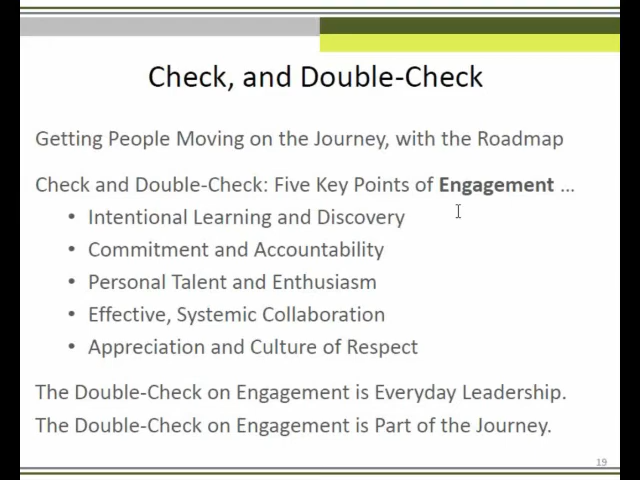 Check, and Double-Check
Getting People Moving on the Journey, with the Roadmap
Check and Double-Check: Five Key Points of Engagement ...
• Intentional Learning and Discovery
• Commitment and Accountability
• Personal Talent and Enthusiasm
• Effective, Systemic Collaboration
• Appreciation and Culture of Respect
The Double-Check on Engagement is Everyday Leadership.
The Double-Check on Engagement is Part of the Journey.
19